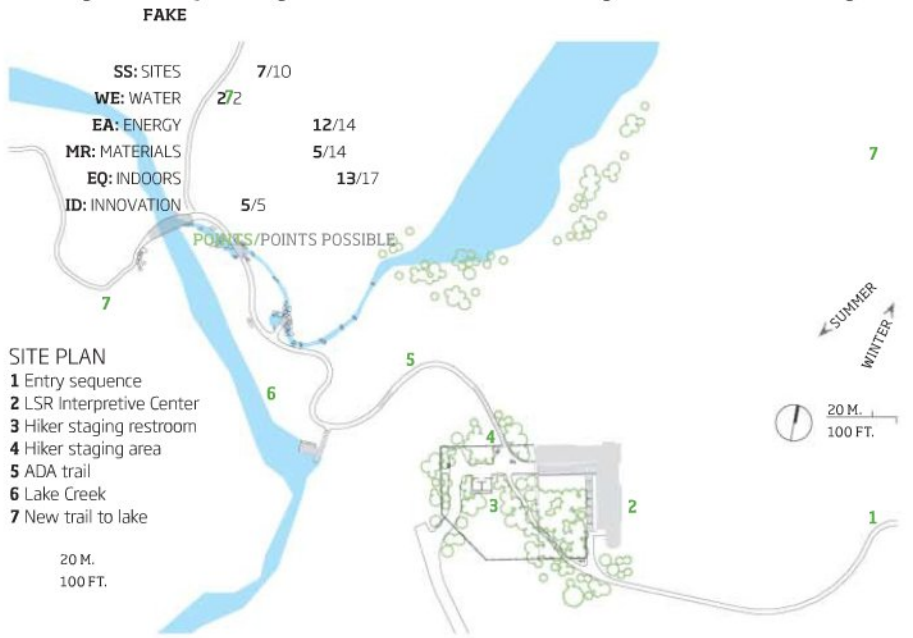 FAKE
SS: SITES 7/10
WE: WATER 2/2
7
EA: ENERGY 12/14
MR: MATERIALS 5/14
7
EQ: INDOORS 13/17
ID: INNOVATION 5/5
POINTS/POINTS POSSIBLE
7
SUMMER
WINTER
SITE PLAN
1 Entry sequence
2 LSR Interpretive Center
3 Hiker staging restroom
4 Hiker staging area
5 ADA trail
6 Lake Creek
7 New trail to lake
5
6
20 M.
100 FT.
4
3
2
1
20 M.
100 FT.